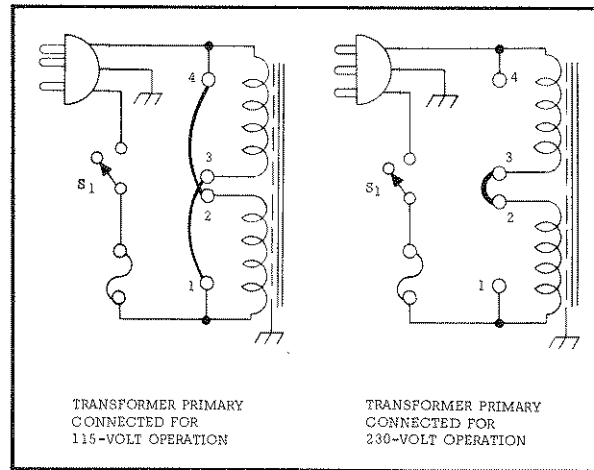 4
3
2
1
S1
TRANSFORMER PRIMARY
CONNECTED FOR
115-VOLT OPERATION
4
3
2
1
S1
TRANSFORMER PRIMARY
CONNECTED FOR
230-VOLT OPERATION